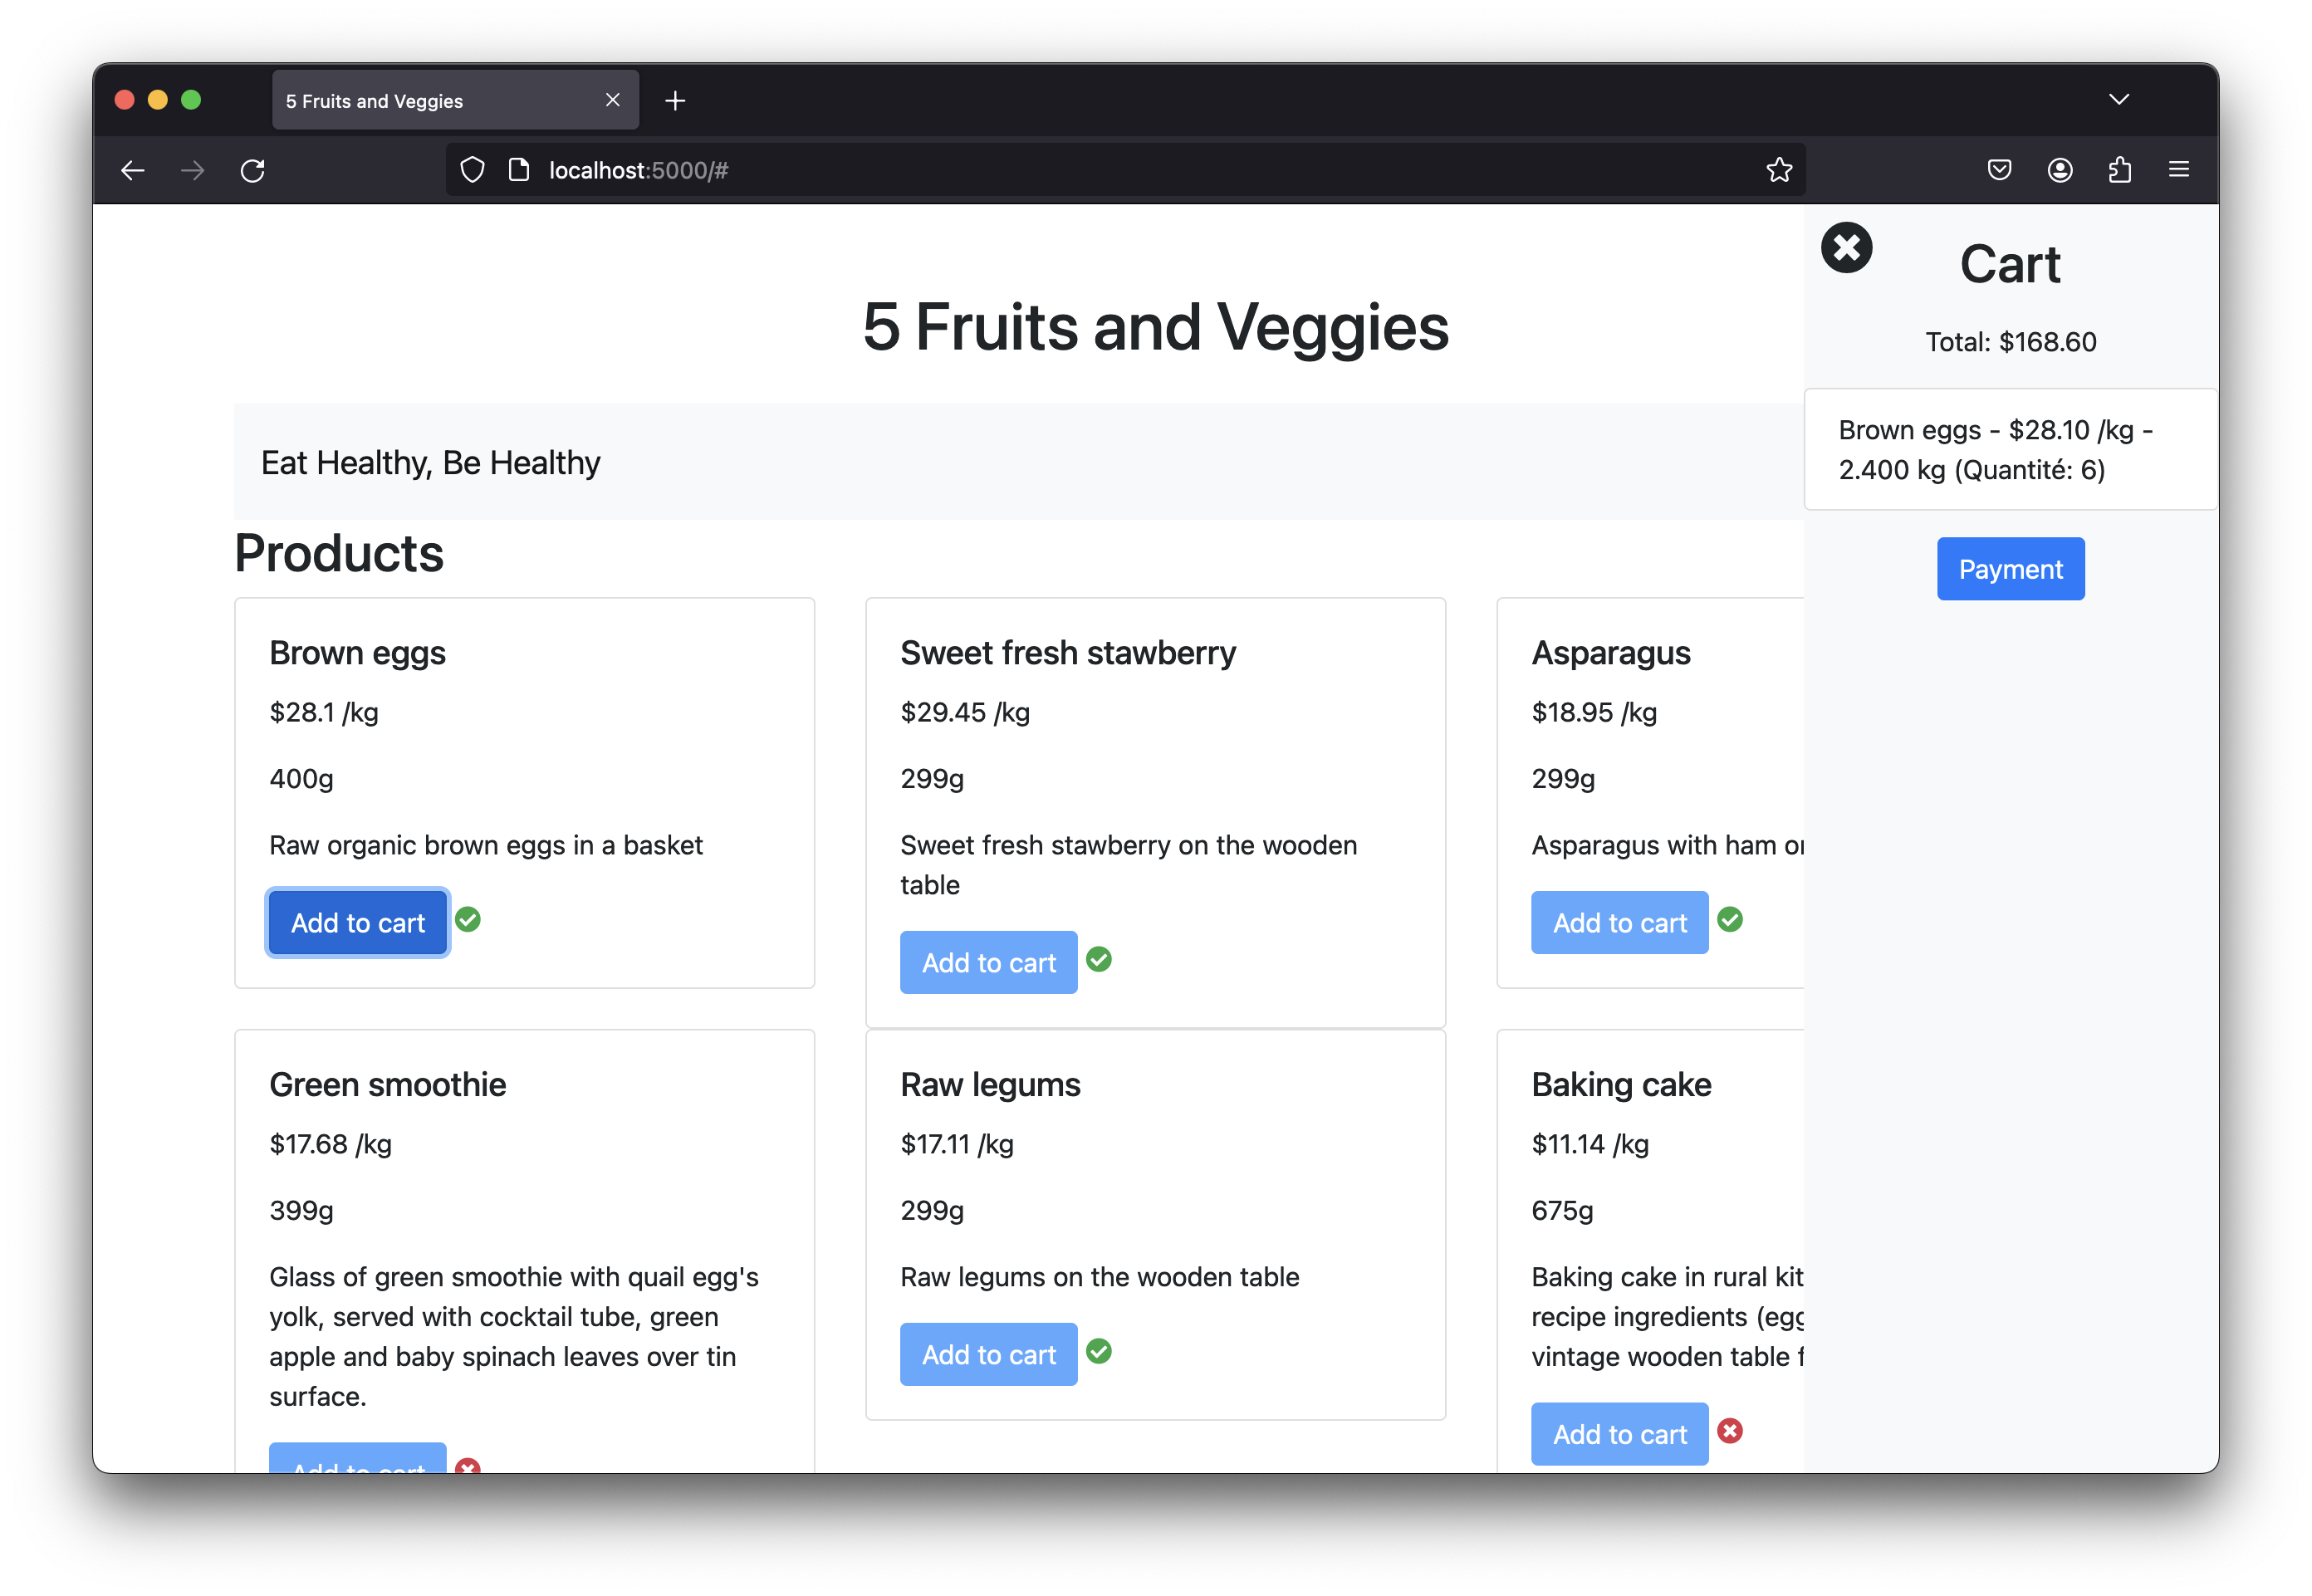 5 Fruits and Veggies
localhost:5000/#
5 Fruits and Veggies
Eat Healthy, Be Healthy
Products
Brown eggs
$28.1 /kg
400g
Raw organic brown eggs in a basket
Add to cart
Sweet fresh stawberry
$29.45 /kg
299g
Sweet fresh stawberry on the wooden
table
Add to cart
Asparagus
$18.95 /kg
299g
Asparagus with ham
Add to cart
Green smoothie
$17.68 /kg
399g
Glass of green smoothie with quail egg's
yolk, served with cocktail tube, green
apple and baby spinach leaves over tin
surface.
Add to cart
Raw legums
$17.11 /kg
299g
Raw legums on the wooden table
Add to cart
Baking cake
$11.14 /kg
675g
Baking cake in rural
recipe ingredients
vintage wooden table
Add to cart
Cart
Total: $168.60
Brown eggs - $28.10 /kg -
2.400 kg (Quantité: 6)
Payment